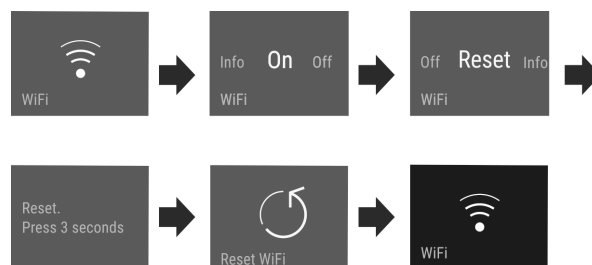 WiFi
Info On Off
WiFi
Off Reset Info
WiFi
Reset.
Press 3 seconds
Reset WiFi
WiFi